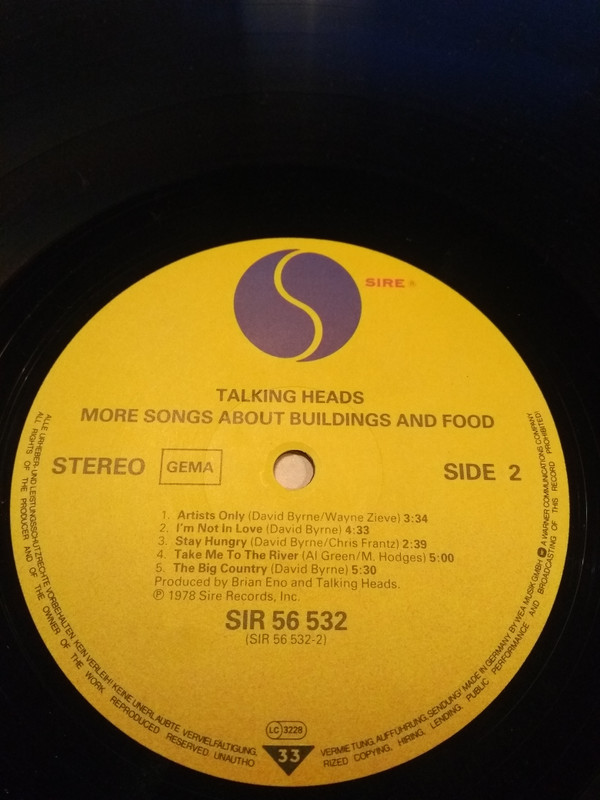 SIRE ®
TALKING HEADS
MORE SONGS ABOUT BUILDINGS AND FOOD
STEREO GEMA SIDE 2
1. Artists Only (David Byrne/Wayne Zieve) 3:34
2. I'm Not In Love (David Byrne) 4:33
3. Stay Hungry (David Byrne/Chris Frantz) 2:39
4. Take Me To The River (Al Green/M. Hodges) 5:00
5. The Big Country (David Byrne) 5:30
Produced by Brian Eno and Talking Heads.
℗ 1978 Sire Records, Inc.
SIR 56 532
(SIR 56 532-2)
LC 3228
33
ALLE URHEBER- UND LEISTUNGSSCHUTZRECHTE VORBEHALTEN. KEIN VERLEIH! KEINE UNERLAUBTE VERVIELFÄLTIGUNG, VERMIETUNG, AUFFÜHRUNG, SENDUNG! MADE IN GERMANY BY WEA MUSIK GMBH A WARNER COMMUNICATIONS COMPANY
ALL RIGHTS OF THE PRODUCER AND OF THE OWNER OF THE WORK REPRODUCED RESERVED. UNAUTHORIZED COPYING, HIRING, LENDING, PUBLIC PERFORMANCE AND BROADCASTING OF THIS RECORD PROHIBITED!